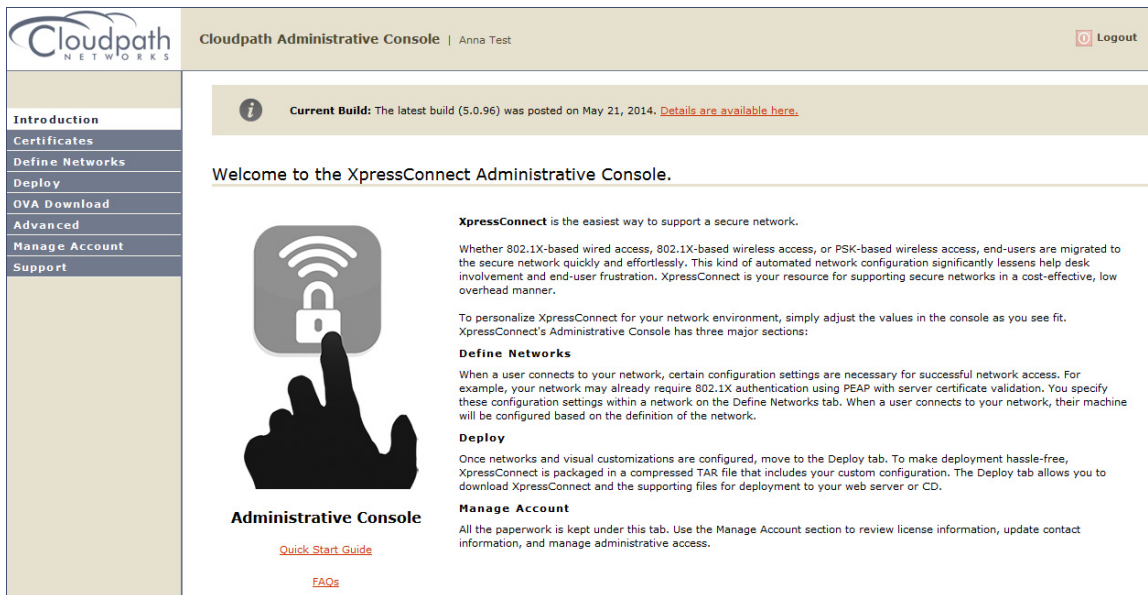 Cloudpath
NETWORKS
Cloudpath Administrative Console | Anna Test
Logout
Introduction
Certificates
Define Networks
Deploy
OVA Download
Advanced
Manage Account
Support
Current Build: The latest build (5.0.96) was posted on May 21, 2014. Details are available here.
Welcome to the XpressConnect Administrative Console.
XpressConnect is the easiest way to support a secure network.
Whether 802.1X-based wired access, 802.1X-based wireless access, or PSK-based wireless access, end-users are migrated to
the secure network quickly and effortlessly. This kind of automated network configuration significantly lessens help desk
involvement and end-user frustration. XpressConnect is your resource for supporting secure networks in a cost-effective, low
overhead manner.
To personalize XpressConnect for your network environment, simply adjust the values in the console as you see fit.
XpressConnect's Administrative Console has three major sections:
Define Networks
When a user connects to your network, certain configuration settings are necessary for successful network access. For
example, your network may already require 802.1X authentication using PEAP with server certificate validation. You specify
these configuration settings within a network on the Define Networks tab. When a user connects to your network, their machine
will be configured based on the definition of the network.
Deploy
Once networks and visual customizations are configured, move to the Deploy tab. To make deployment hassle-free,
XpressConnect is packaged in a compressed TAR file that includes your custom configuration. The Deploy tab allows you to
download XpressConnect and the supporting files for deployment to your web server or CD.
Manage Account
All the paperwork is kept under this tab. Use the Manage Account section to review license information, update contact
information, and manage administrative access.
Administrative Console
Quick Start Guide
FAQs